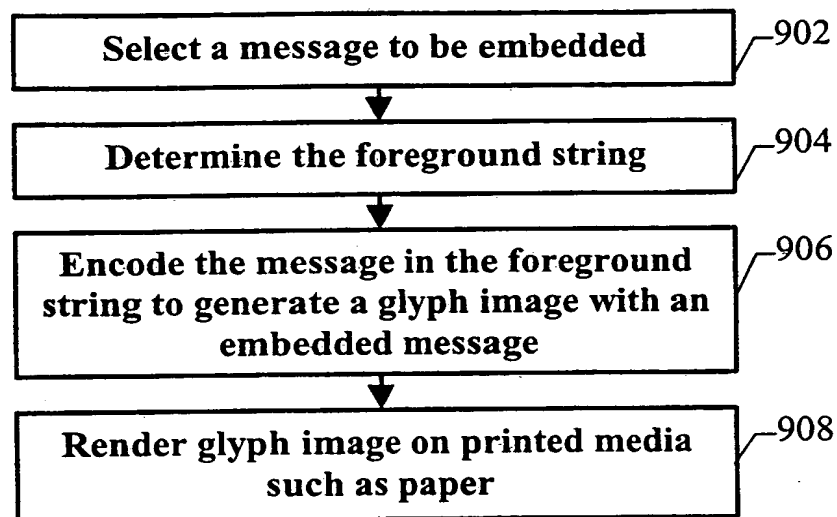 Select a message to be embedded
902
Determine the foreground string
904
Encode the message in the foreground
string to generate a glyph image with an
embedded message
906
Render glyph image on printed media
such as paper
908